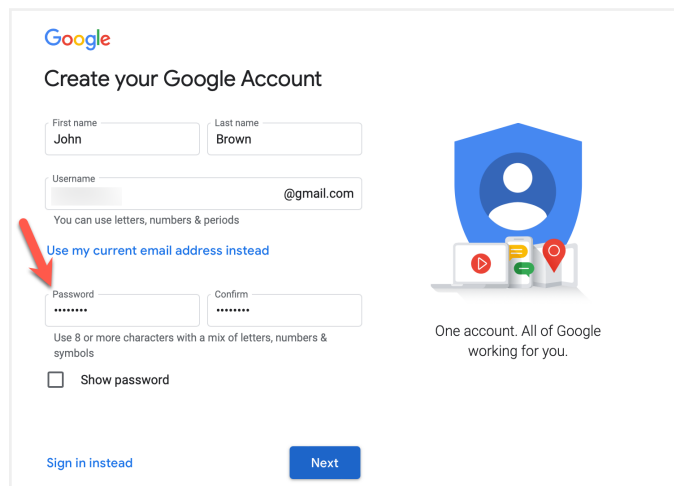 Google
Create your Google Account
First name
John
Last name
Brown
Username
@gmail.com
You can use letters, numbers & periods
Use my current email address instead
Password
••••••••
Confirm
••••••••
Use 8 or more characters with a mix of letters, numbers &
symbols
Show password
Sign in instead
Next
One account. All of Google
working for you.